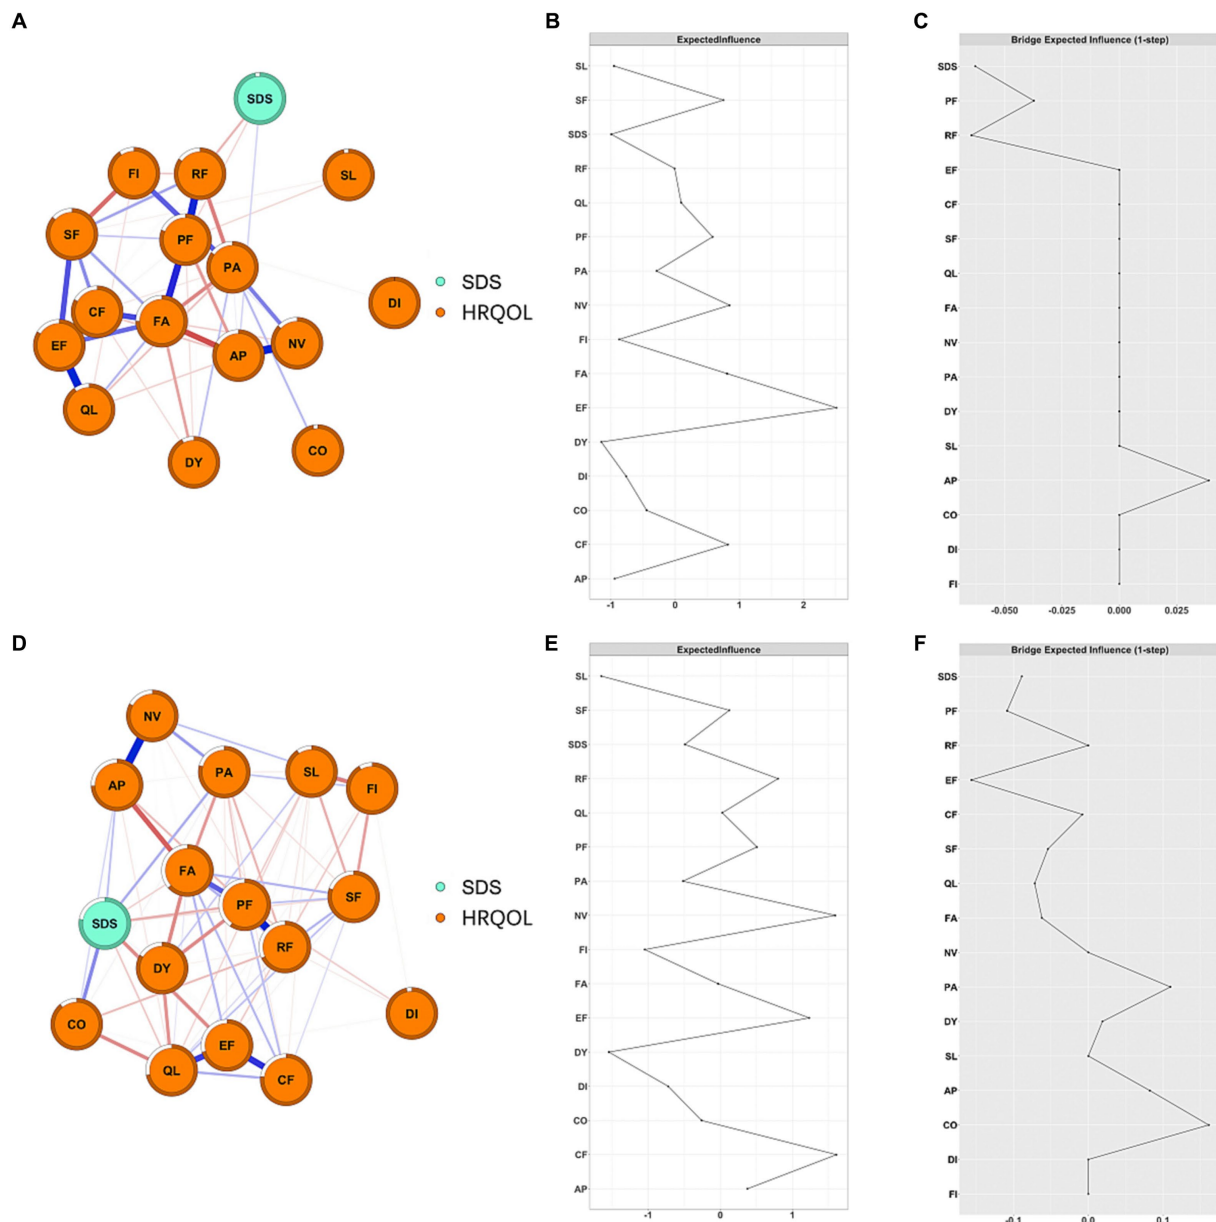 A
SDS
FI
RF
SL
SF
PF
PA
DI
CF
FA
EF
AP
NV
QL
DY
CO
SDS
HRQOL
B
ExpectedInfluence
SL
SF
SDS
RF
QL
PF
PA
NV
FI
FA
EF
DY
DI
CO
CF
AP
-1 0 1 2
C
Bridge Expected Influence (1-step)
SDS
PF
RF
EF
CF
SF
QL
FA
NV
PA
DY
SL
AP
CO
DI
FI
-0.050 -0.025 0.000 0.025
D
NV
AP
PA
SL
FI
FA
PF
SF
SDS
RF
DY
CO
DI
EF
QL
CF
SDS
HRQOL
E
ExpectedInfluence
SL
SF
SDS
RF
QL
PF
PA
NV
FI
FA
EF
DY
DI
CO
CF
AP
-1 0 1
F
Bridge Expected Influence (1-step)
SDS
PF
RF
EF
CF
SF
QL
FA
NV
PA
DY
SL
AP
CO
DI
FI
-0.1 0.0 0.1